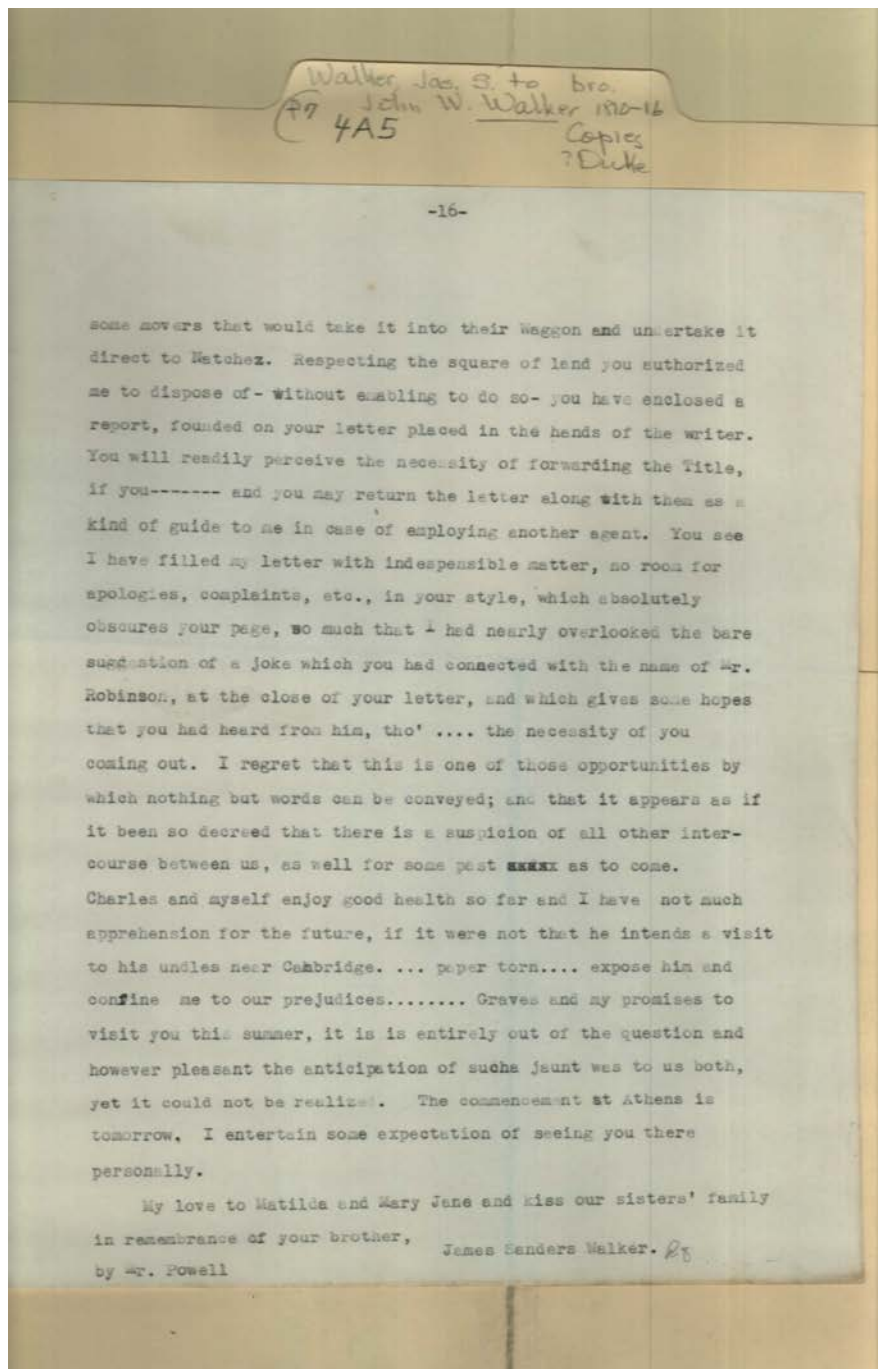 Walker, Jas. S. to bro.
John W. Walker 1810-16
4A5
Copies
? Duke
-16-
some movers that would take it into their Waggon and undertake it
direct to Natchez. Respecting the square of land you authorized
me to dispose of- without enabling to do so- you have enclosed a
report, founded on your letter placed in the hands of the writer.
You will readily perceive the necessity of forwarding the Title,
if you------- and you may return the letter along with them as a
kind of guide to me in case of employing another agent. You see
I have filled my letter with indespensible matter, no room for
apologies, complaints, etc., in your style, which absolutely
obscures your page, so much that I had nearly overlooked the bare
suggestion of a joke which you had connected with the name of Mr.
Robinson, at the close of your letter, and which gives some hopes
that you had heard from him, tho' .... the necessity of you
coming out. I regret that this is one of those opportunities by
which nothing but words can be conveyed; and that it appears as if
it been so decreed that there is a suspicion of all other inter-
course between us, as well for some past xxxxx as to come.
Charles and myself enjoy good health so far and I have not much
apprehension for the future, if it were not that he intends a visit
to his undles near Cambridge. ... paper torn.... expose him and
confine me to our prejudices........ Graves and my promises to
visit you this summer, it is is entirely out of the question and
however pleasant the anticipation of sucha jaunt was to us both,
yet it could not be realized. The commencement at Athens is
tomorrow. I entertain some expectation of seeing you there
personally.
My love to Matilda and Mary Jane and kiss our sisters' family
in remembrance of your brother,
James Sanders Walker.
by Mr. Powell